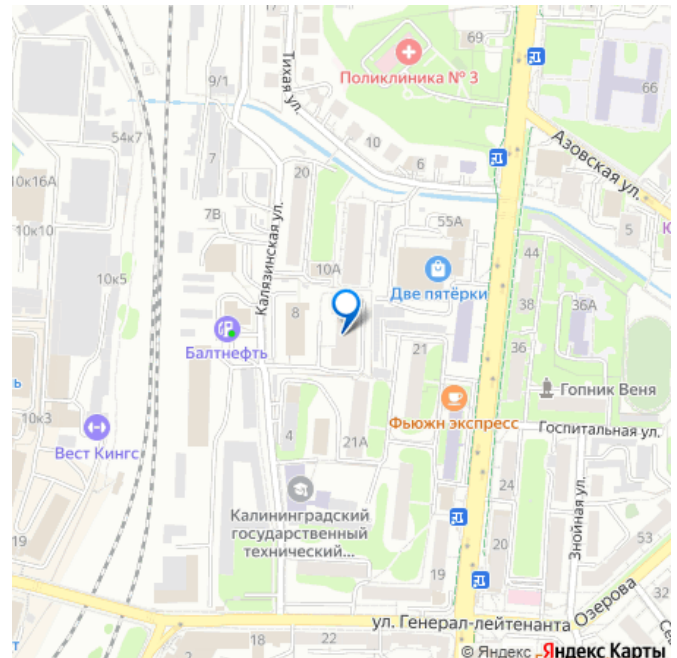 69
Поликлиника № 3
66
9/1
Тихая ул.
54к7
10
7
6
Азовская ул.
20
10к16А
7В
55А
5
10к10
Калязинская ул.
44
10А
Две пятёрки
10к5
38
36А
8
Балтнефть
21
36
Гопник Веня
10к3
Фьюжн экспресс
Госпитальная ул.
4
21А
Вест Кингс
24
Знойная ул.
Калининградский
государственный
технический...
53
19
20
19
32
ул. Генерал-лейтенанта Озерова
18
22
16
© Яндекс
Яндекс Карты